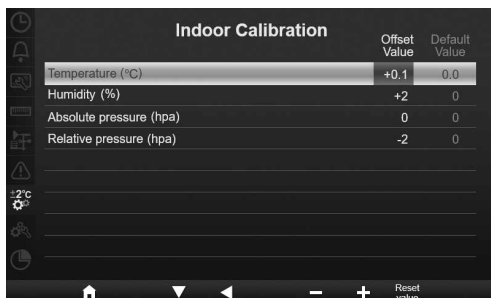 Indoor Calibration
Offset Value
Default Value
Temperature (°C) +0.1 0.0
Humidity (%) +2 0
Absolute pressure (hpa) 0 0
Relative pressure (hpa) -2 0
±2°C
Reset value